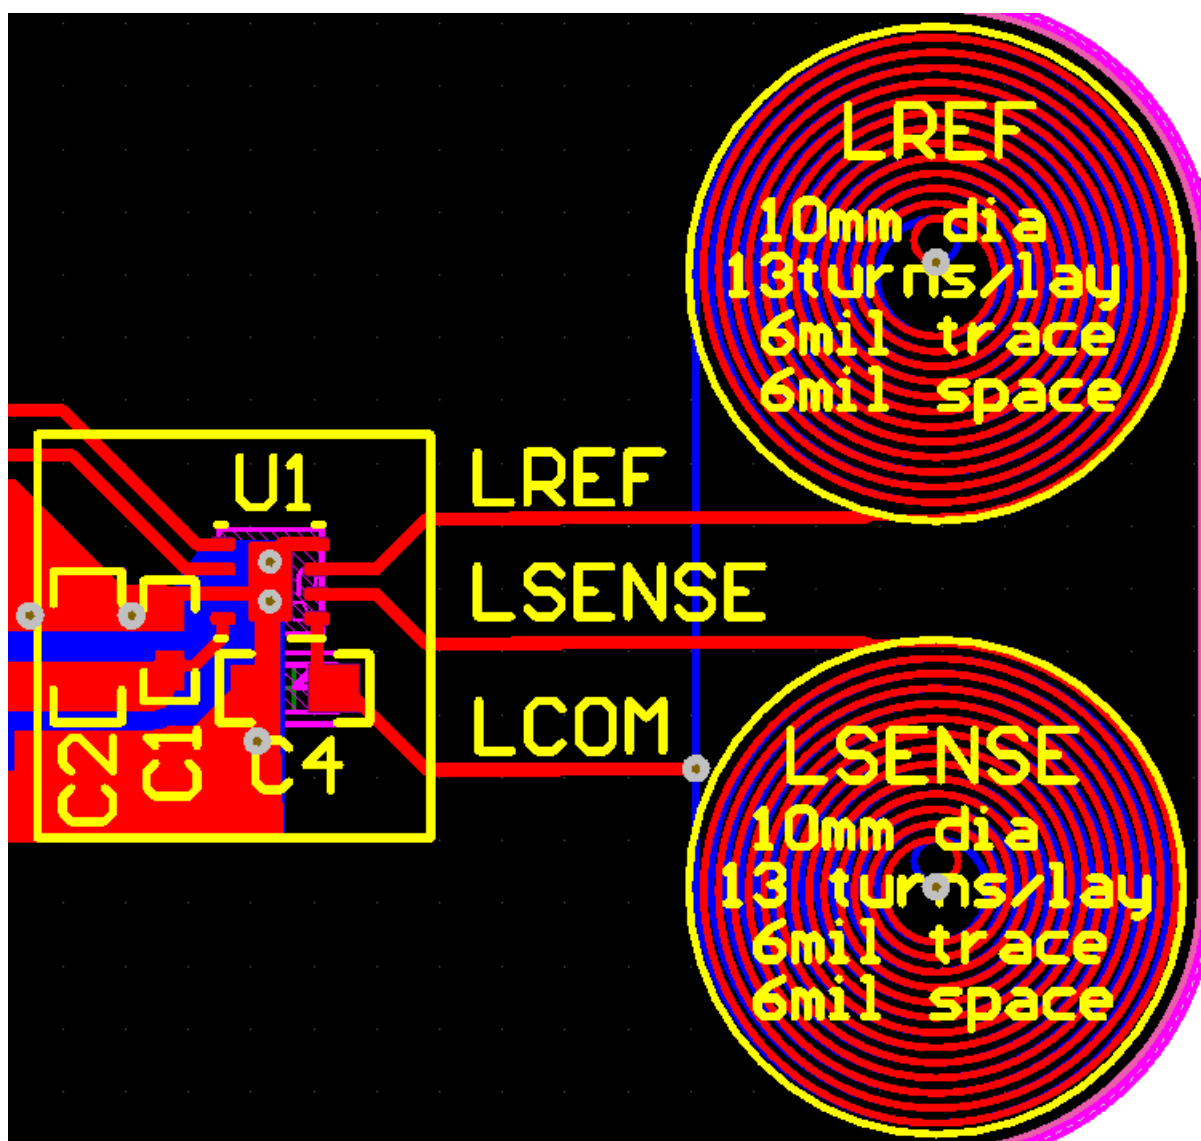 LREF
10mm dia
13turns/lay
6mil trace
6mil space
U1
LREF
LSENSE
LCOM
C2
C1
C4
LSENSE
10mm dia
13 turns/lay
6mil trace
6mil space